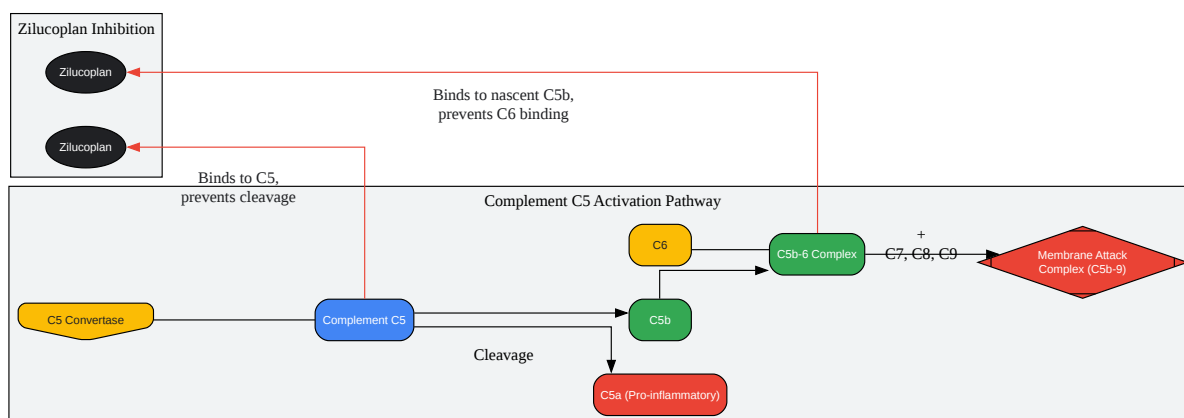 Zilucoplan Inhibition
Zilucoplan
Binds to nascent C5b,
prevents C6 binding
Zilucoplan
Binds to C5,
prevents cleavage
Complement C5 Activation Pathway
C6
C5b-6 Complex
+
C7, C8, C9
Membrane Attack
Complex (C5b-9)
C5 Convertase
Complement C5
C5b
Cleavage
C5a (Pro-inflammatory)